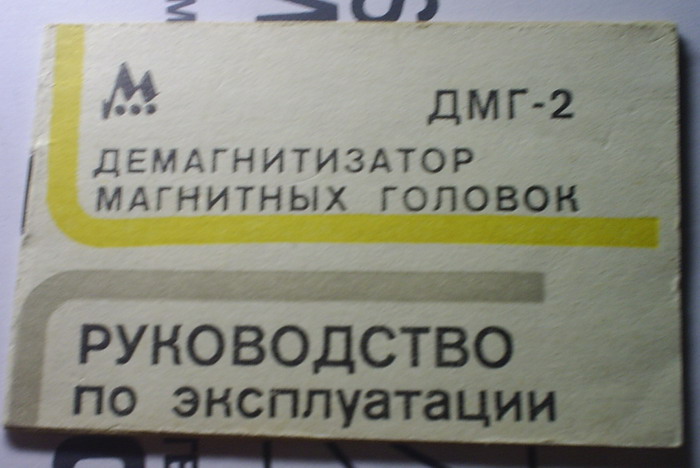 ДМГ-2
ДЕМАГНИТИЗАТОР
МАГНИТНЫХ ГОЛОВОК
РУКОВОДСТВО
по эксплуатации